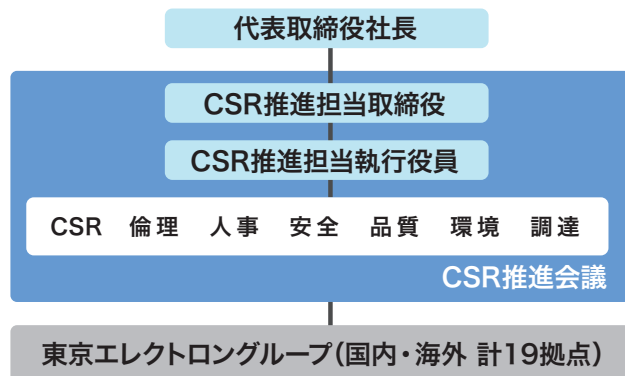 代表取締役社長
CSR推進担当取締役
CSR推進担当執行役員
CSR 倫理 人事 安全 品質 環境 調達
CSR推進会議
東京エレクトロングループ(国内・海外 計19拠点)